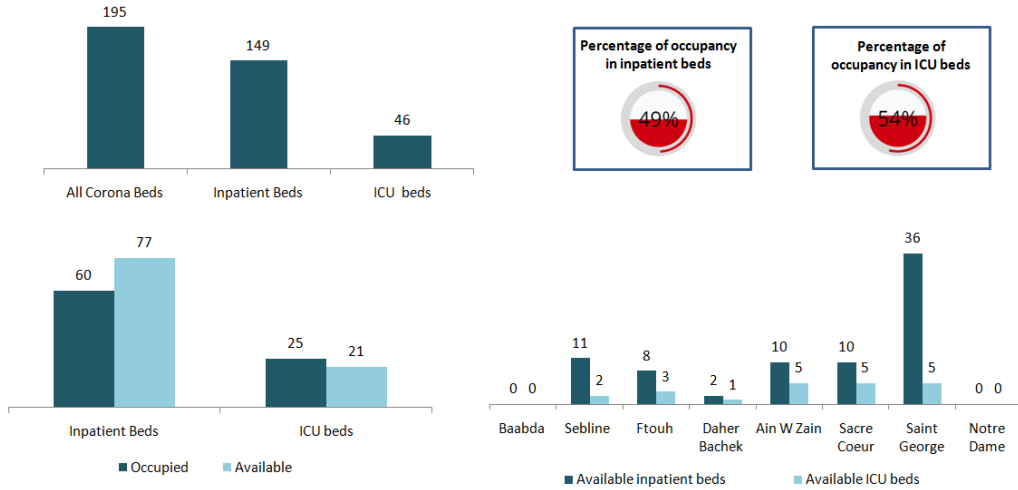 195
149
46
All Corona Beds Inpatient Beds ICU beds
Percentage of occupancy
in inpatient beds
49%
Percentage of
occupancy in ICU beds
54%
77
60
25
21
Inpatient Beds ICU beds
Occupied Available
36
11
10 10
8
5 5 5
3
2 2
1
0 0 0 0
Baabda Sebline Ftouh Daher
Bachek Ain W Zain Sacre
Coeur Saint
George Notre
Dame
Available inpatient beds Available ICU beds